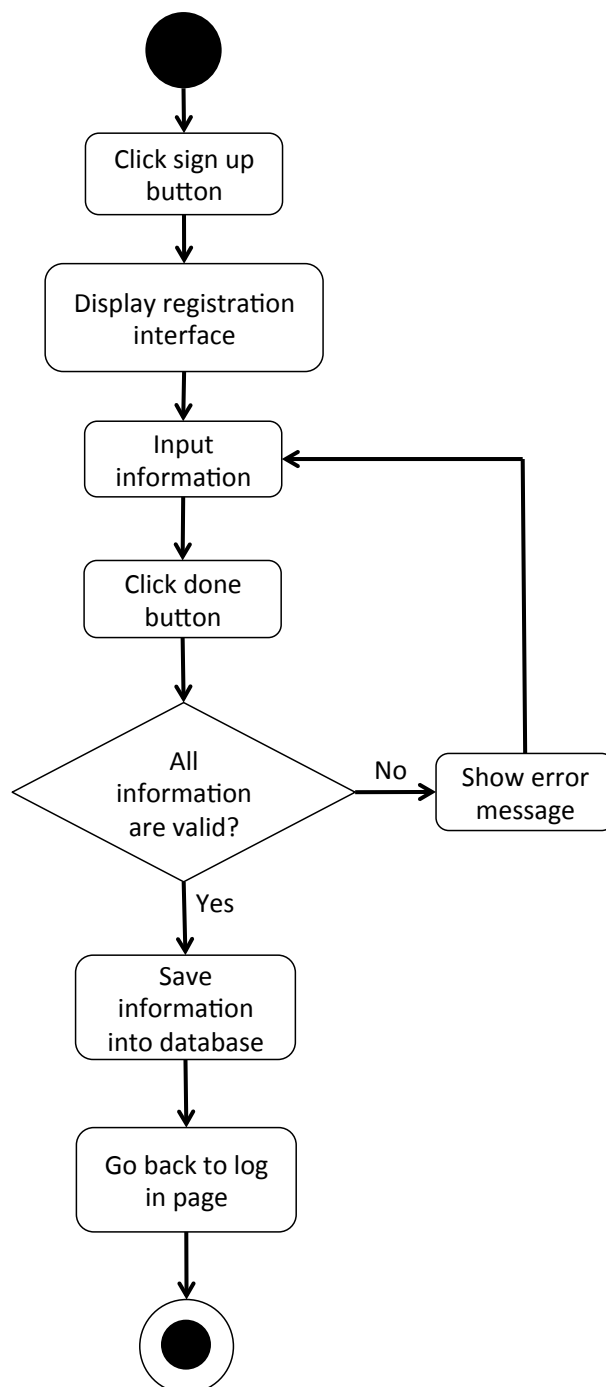 Click sign up
button
Display registration
interface
Input
information
Click done
button
All
information
are valid?
No
Show error
message
Yes
Save
information
into database
Go back to log
in page